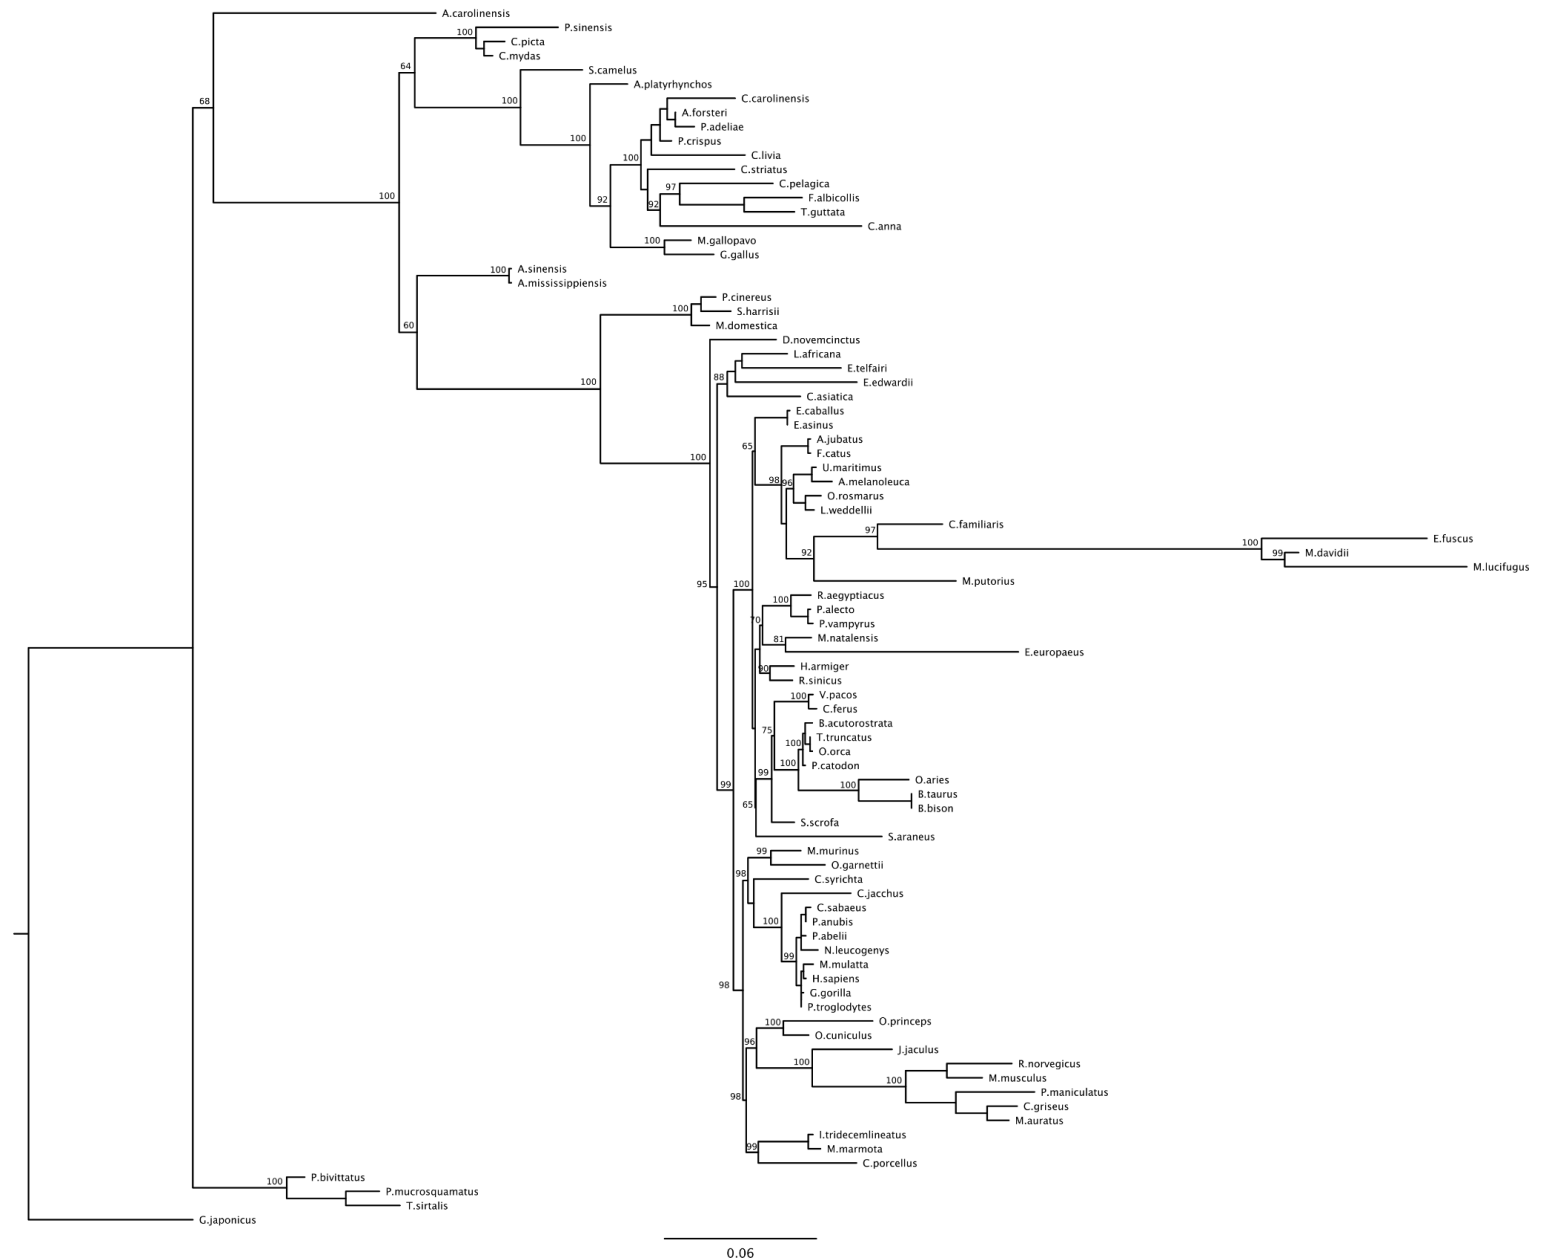 A.carolinensis
P.sinensis
100
C.picta
C.mydas
64
S.camelus
A.platyrhynchos
C.carolinensis
68
100
A.forsteri
P.adeliae
100
P.crispus
C.livia
100
C.striatus
C.pelagica
97
100
F.albicollis
92
92
T.guttata
C.anna
100
M.gallopavo
G.gallus
100
A.sinensis
A.mississippiensis
P.cinereus
100
S.harrisii
60
M.domestica
D.novemcinctus
L.africana
E.telfairi
88
100
E.edwardii
C.asiatica
E.caballus
E.asinus
A.jubatus
65
F.catus
100
U.maritimus
98
96
A.melanoleuca
O.rosmarus
L.weddellii
C.familiaris
97
E.fuscus
100
92
99
M.davidii
M.lucifugus
95
100
M.putorius
R.aegyptiacus
100
P.alecto
70
P.vampyrus
81
M.natalensis
E.europaeus
90
H.armiger
R.sinicus
100
V.pacos
C.ferus
75
B.acutorostrata
100
T.truncatus
O.orca
99
100
P.catodon
99
100
O.aries
B.taurus
65
B.bison
S.scrofa
S.araneus
99
M.murinus
O.garnettii
98
C.syrichta
C.jacchus
C.sabaeus
100
P.anubis
P.abelii
99
N.leucogenys
M.mulatta
98
H.sapiens
G.gorilla
P.troglodytes
100
O.princeps
O.cuniculus
96
J.jaculus
100
R.norvegicus
100
M.musculus
98
P.maniculatus
C.griseus
M.auratus
I.tridecemlineatus
99
M.marmota
C.porcellus
100
P.bivittatus
P.mucrosquamatus
T.sirtalis
G.japonicus
0.06